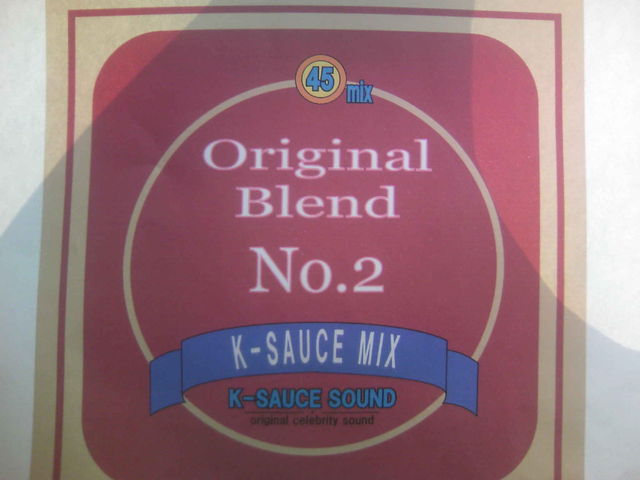 45
mix
Original
Blend
No.2
K-SAUCE MIX
K-SAUCE SOUND
original celebrity sound